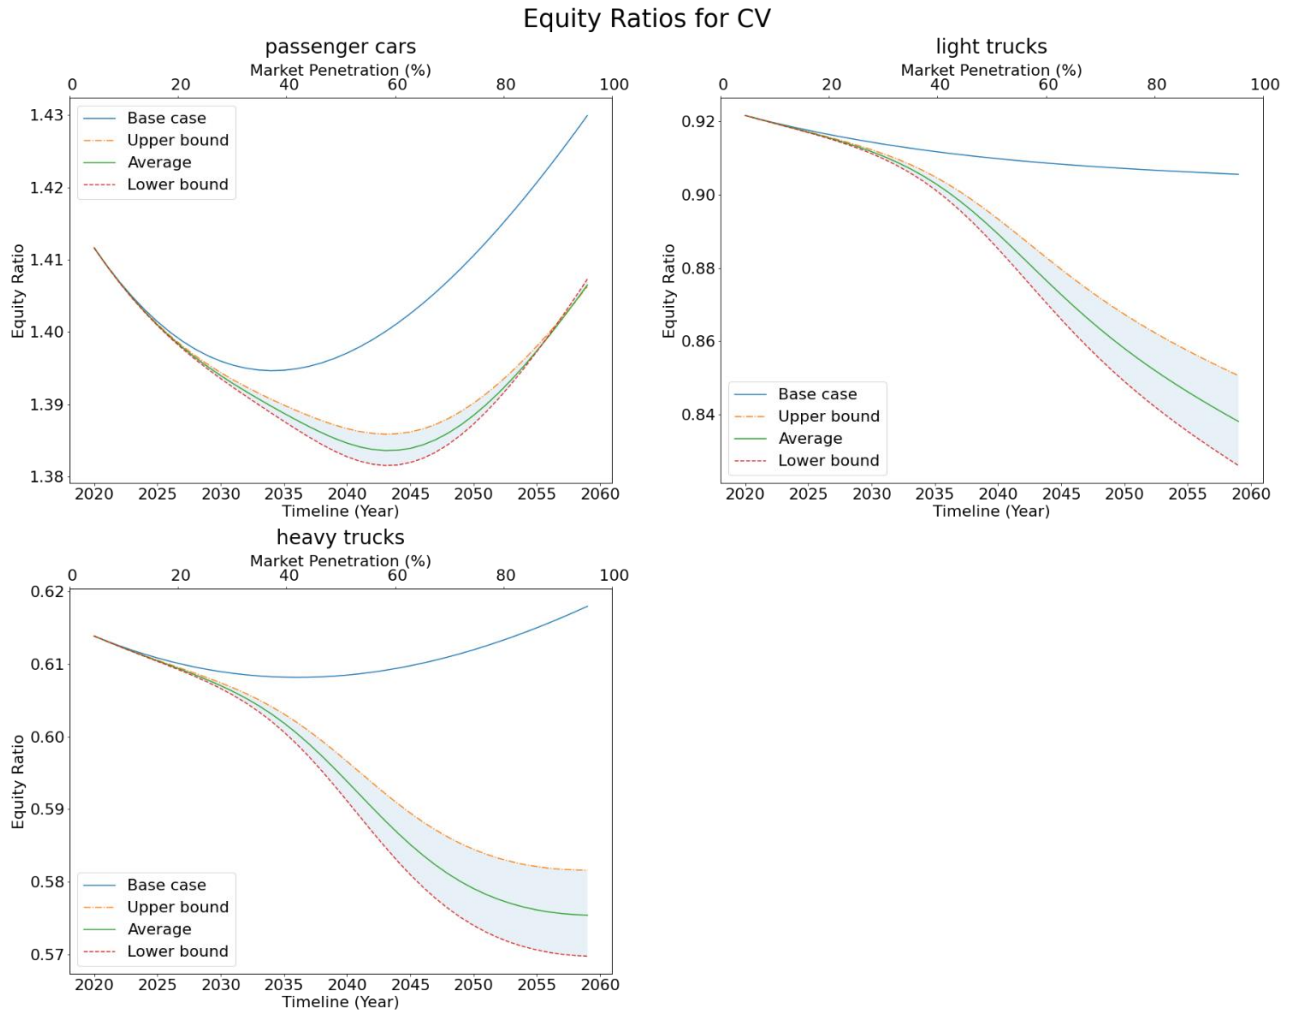 Equity Ratios for CV
passenger cars
Market Penetration (%)
0 20 40 60 80 100
1.43
1.42
1.41
1.40
1.39
1.38
Equity Ratio
Base case
Upper bound
Average
Lower bound
2020 2025 2030 2035 2040 2045 2050 2055 2060
Timeline (Year)
light trucks
Market Penetration (%)
0 20 40 60 80 100
0.92
0.90
0.88
0.86
0.84
Equity Ratio
Base case
Upper bound
Average
Lower bound
2020 2025 2030 2035 2040 2045 2050 2055 2060
Timeline (Year)
heavy trucks
Market Penetration (%)
0 20 40 60 80 100
0.62
0.61
0.60
0.59
0.58
0.57
Equity Ratio
Base case
Upper bound
Average
Lower bound
2020 2025 2030 2035 2040 2045 2050 2055 2060
Timeline (Year)